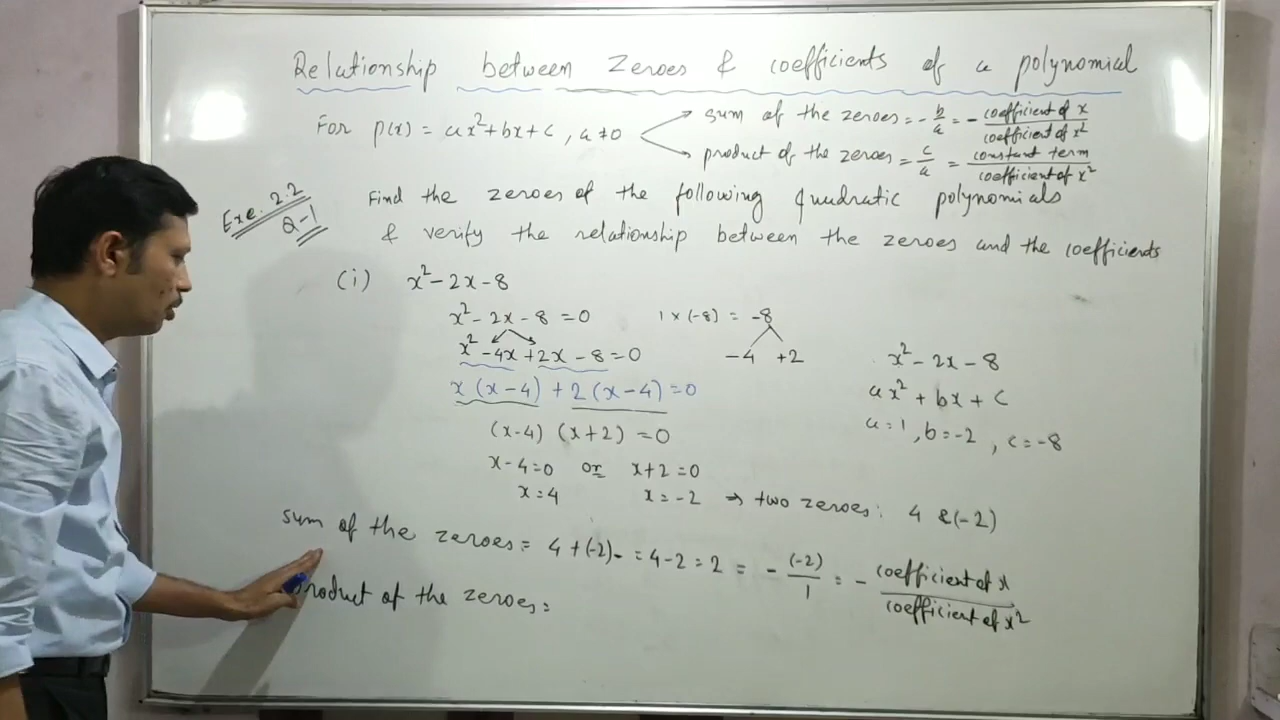 Relationship between Zeroes & coefficients of a polynomial
For p(x) = ax²+bx+c, a≠0
sum of the zeroes = -b/a = - coefficient of x / coefficient of x²
product of the zeroes = c/a = constant term / coefficient of x²
Exe. 2.2
Q-1
Find the zeroes of the following quadratic polynomials
& verify the relationship between the zeroes and the coefficients
(i) x²-2x-8
x²-2x-8=0
1×(-8) = -8
x²-4x+2x-8=0
-4 +2
x(x-4)+2(x-4)=0
(x-4) (x+2) =0
x-4=0 or x+2=0
x=4 x=-2 ⇒ two zeroes: 4 &(-2)
x²-2x-8
ax²+bx+c
a=1, b=-2, c=-8
sum of the zeroes = 4+(-2) = 4-2 = 2 = - (-2)/1 = - coefficient of x / coefficient of x²
product of the zeroes =